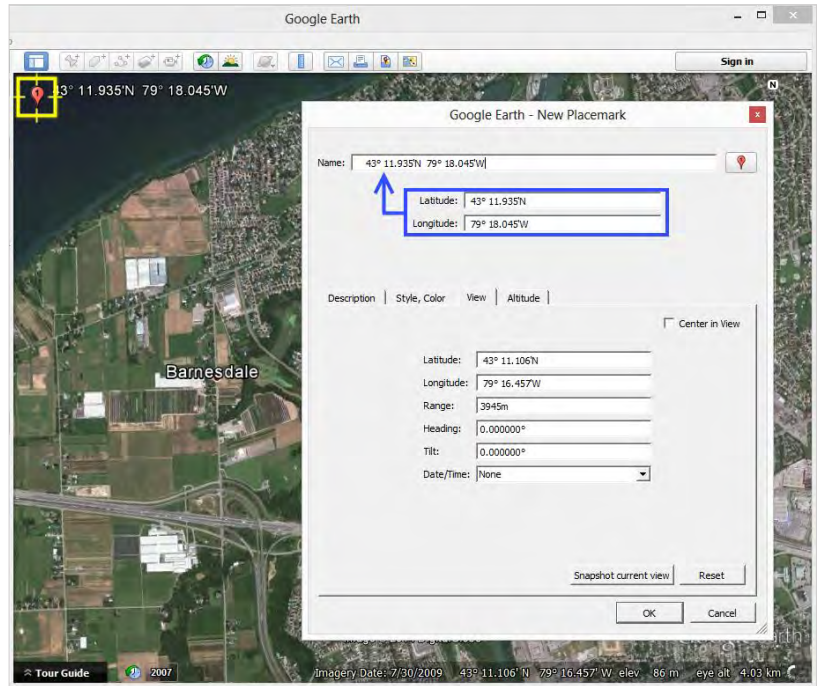 Google Earth
Sign in
1
43° 11.935'N 79° 18.045'W
N
Google Earth - New Placemark
Name: 43° 11.935'N 79° 18.045'W
Latitude: 43° 11.935'N
Longitude: 79° 18.045'W
Description Style, Color View Altitude
Center in View
Latitude: 43° 11.106'N
Longitude: 79° 16.457'W
Range: 3945m
Heading: 0.000000°
Tilt: 0.000000°
Date/Time: None
Barnesdale
Snapshot current view Reset
OK Cancel
Tour Guide 2007
Imagery Date: 7/30/2009 43° 11.106' N 79° 16.457' W elev 86 m eye alt 4.03 km